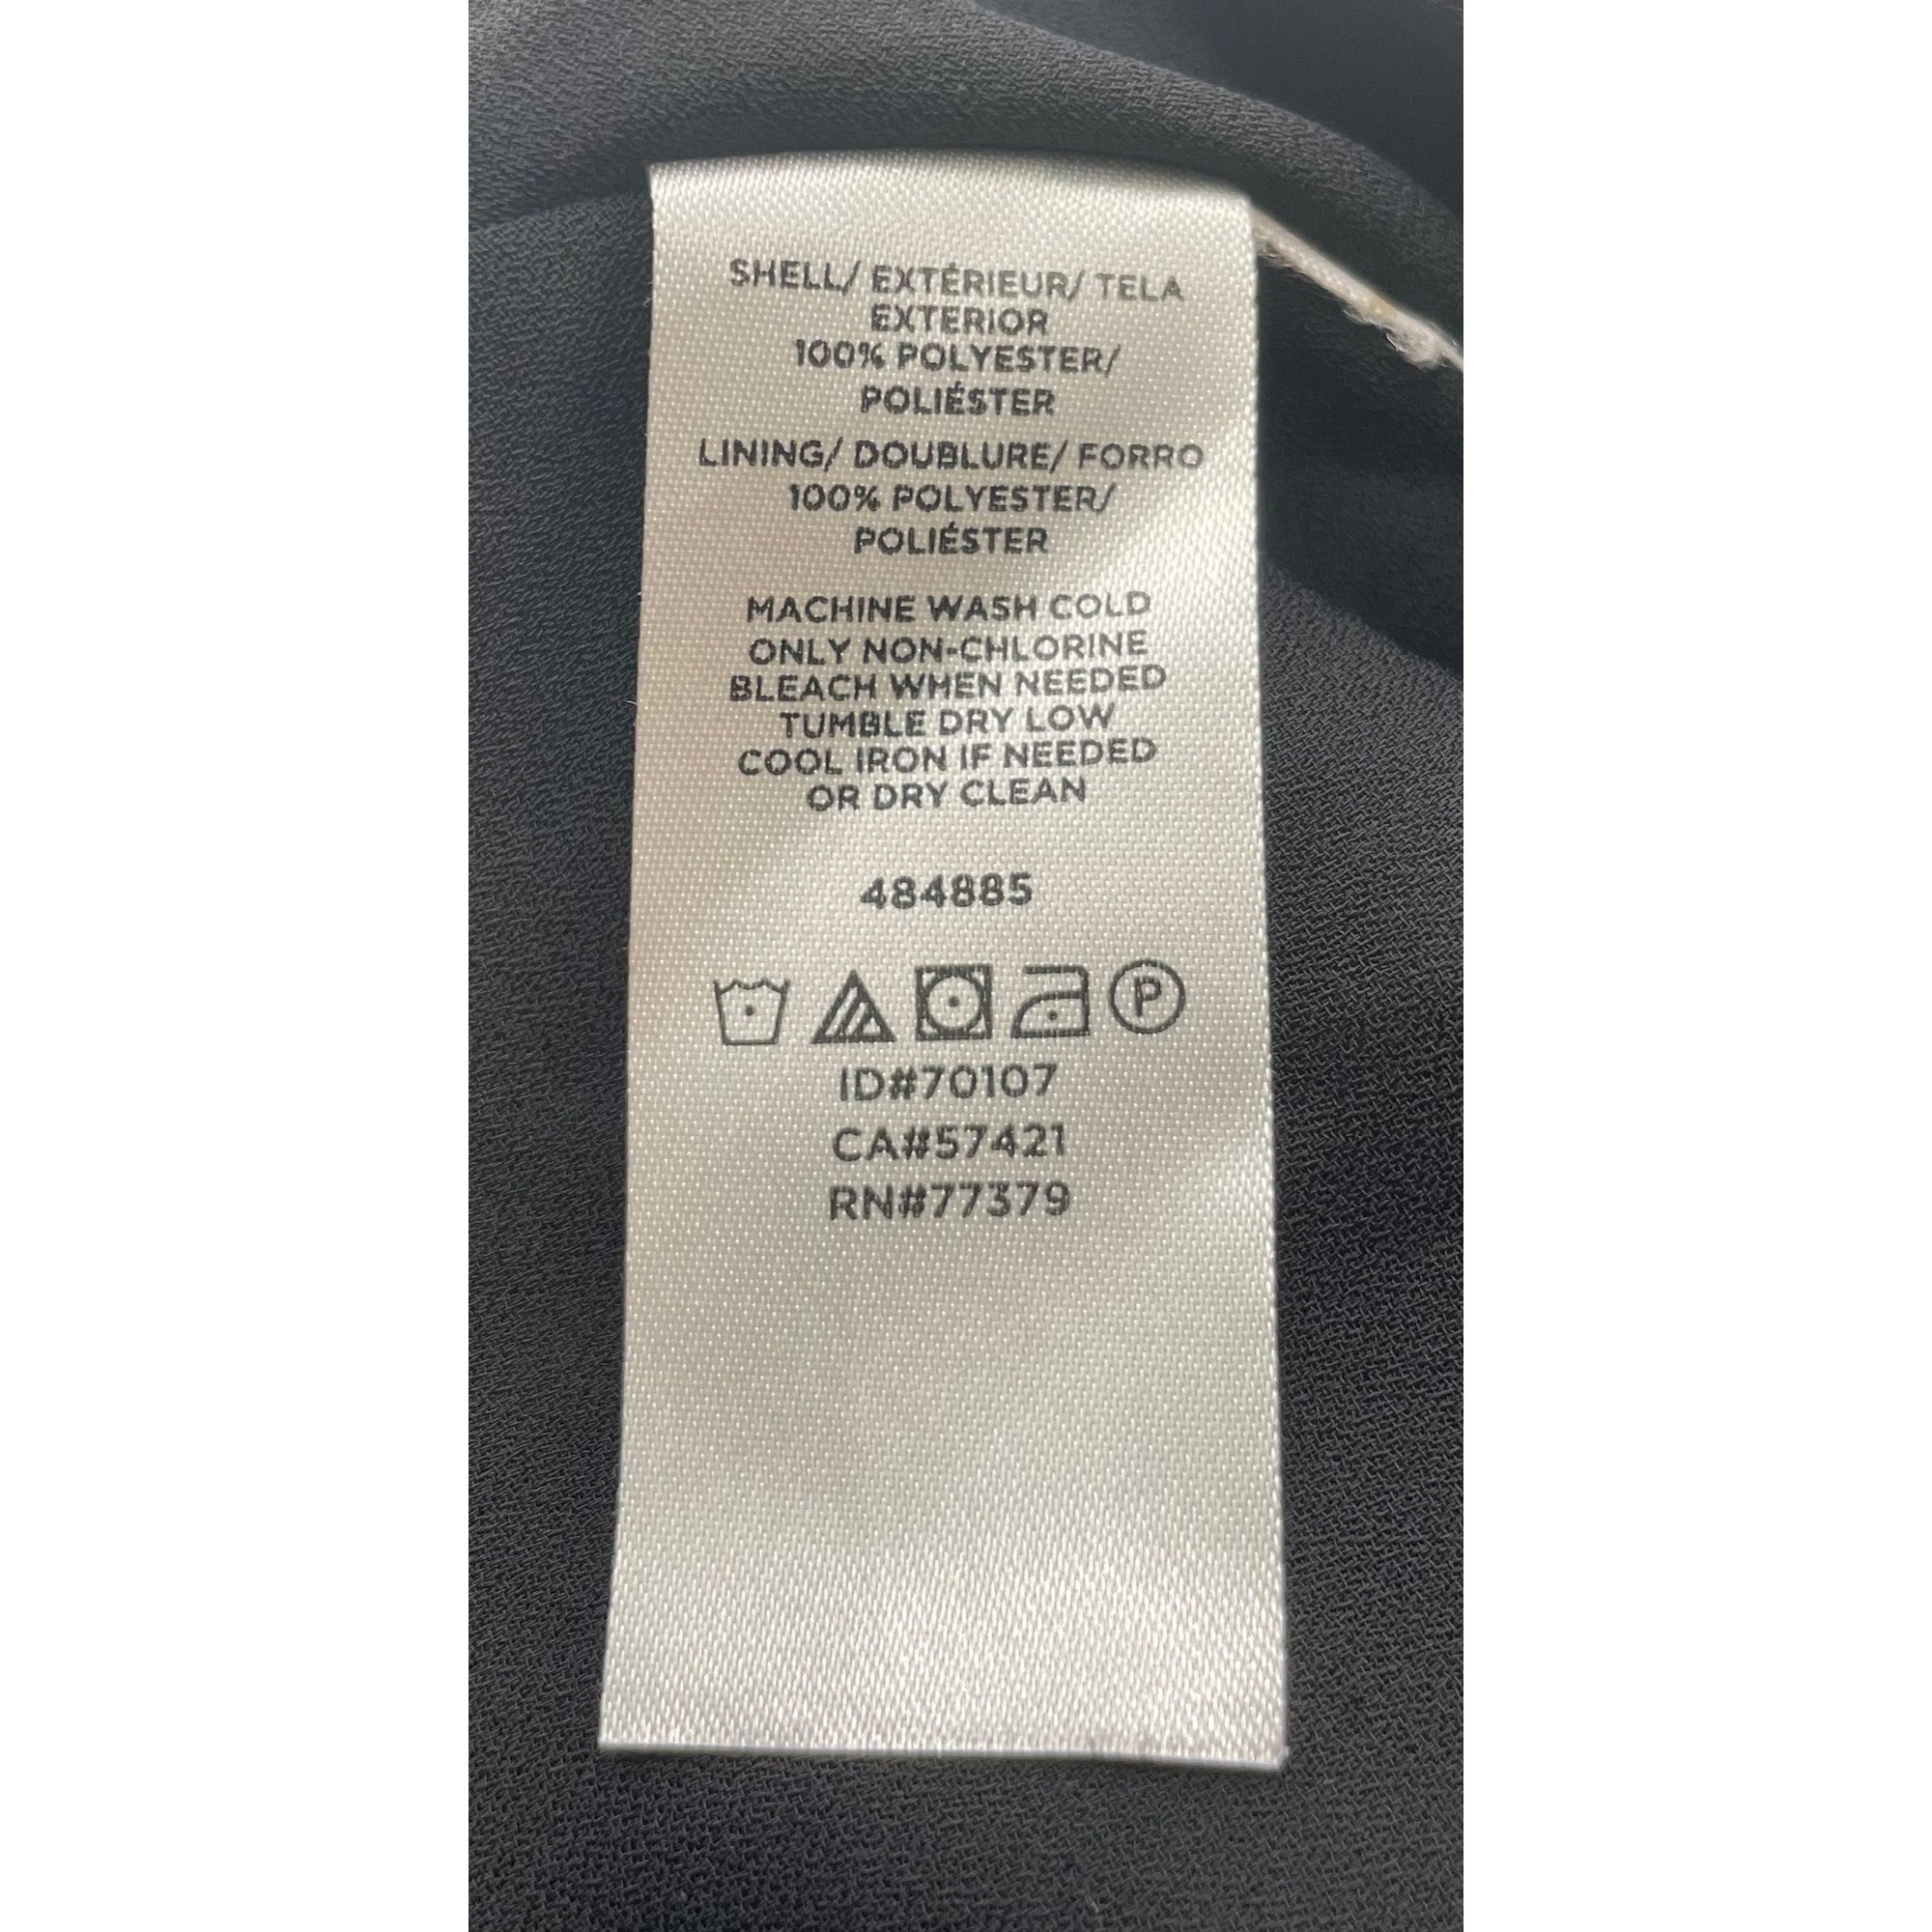 SHELL/ EXTÉRIEUR/ TELA
EXTERIOR
100% POLYESTER/
POLIÉSTER
LINING/ DOUBLURE/ FORRO
100% POLYESTER/
POLIÉSTER
MACHINE WASH COLD
ONLY NON-CHLORINE
BLEACH WHEN NEEDED
TUMBLE DRY LOW
COOL IRON IF NEEDED
OR DRY CLEAN
484885
P
ID#70107
CA#57421
RN#77379